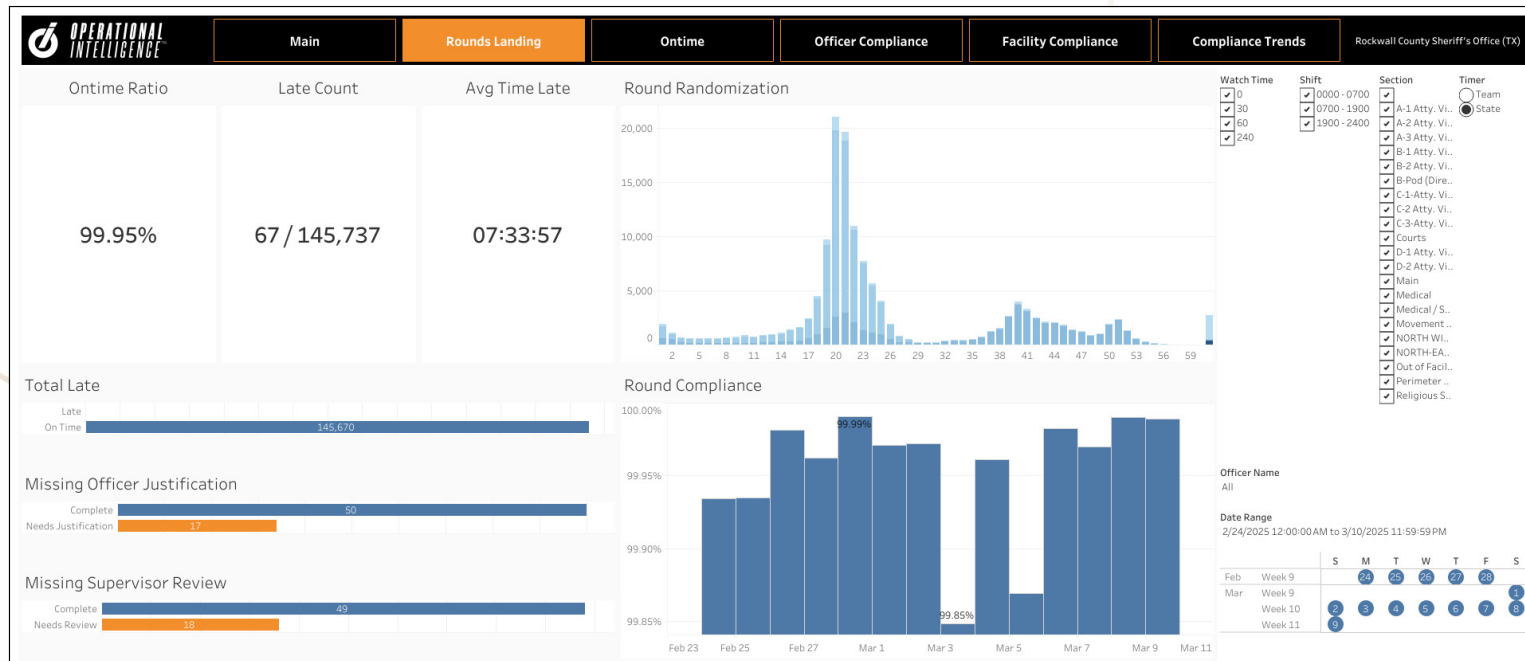 OPERATIONAL
INTELLIGENCE™
Main
Rounds Landing
Ontime
Officer Compliance
Facility Compliance
Compliance Trends
Rockwall County Sheriff's Office (TX)
Ontime Ratio
99.95%
Late Count
67 / 145,737
Avg Time Late
07:33:57
Round Randomization
20,000
15,000
10,000
5,000
0
2 5 8 11 14 17 20 23 26 29 32 35 38 41 44 47 50 53 56 59
Watch Time
0
30
60
240
Shift
0000 - 0700
0700 - 1900
1900 - 2400
Section
A-1 Atty. Vi..
A-2 Atty. Vi..
A-3 Atty. Vi..
B-1 Atty. Vi..
B-2 Atty. Vi..
B-Pod (Dire..
C-1-Atty. Vi..
C-2 Atty. Vi..
C-3-Atty. Vi..
Courts
D-1 Atty. Vi..
D-2 Atty. Vi..
Main
Medical
Medical / S..
Movement ..
NORTH WI..
NORTH-EA..
Out of Facil..
Perimeter ..
Religious S..
Timer
Team
State
Total Late
Late
On Time 145,670
Missing Officer Justification
Complete 50
Needs Justification 17
Missing Supervisor Review
Complete 49
Needs Review 18
Round Compliance
100.00%
99.95%
99.90%
99.85%
99.99%
99.85%
Feb 23 Feb 25 Feb 27 Mar 1 Mar 3 Mar 5 Mar 7 Mar 9 Mar 11
Officer Name
All
Date Range
2/24/2025 12:00:00 AM to 3/10/2025 11:59:59 PM
S M T W T F S
Feb Week 9 24 25 26 27 28
Mar Week 9 1
Week 10 2 3 4 5 6 7 8
Week 11 9